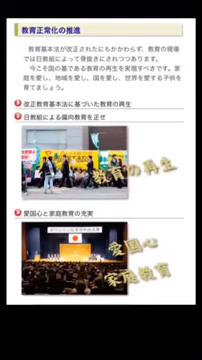 教育正常化の推進
教育基本法が改正されたにもかかわらず、教育の現場
では日教組によって骨抜きにされつつあります。
今こそ国の基である教育の再生を実現すべきです。家
庭を愛し、地域を愛し、国を愛し、世界を愛する子供を
育てましょう。
改正教育基本法に基づいた教育の再生
日教組による偏向教育を正せ
教育の再生
愛国心と家庭教育の充実
愛国心
家庭教育